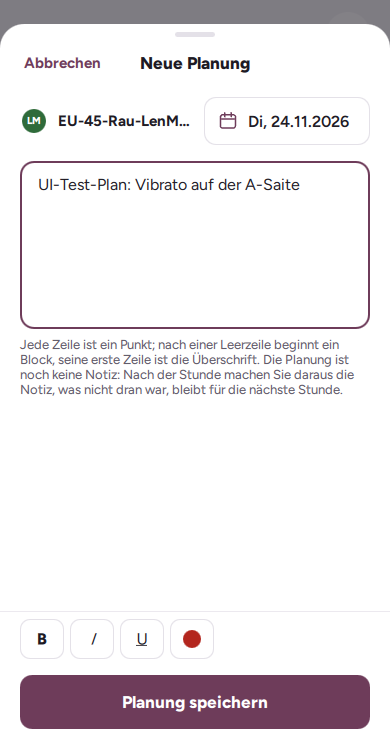 Abbrechen Neue Planung
LM EU-45-Rau-LenM... Di, 24.11.2026
UI-Test-Plan: Vibrato auf der A-Saite
Jede Zeile ist ein Punkt; nach einer Leerzeile beginnt ein
Block, seine erste Zeile ist die Überschrift. Die Planung ist
noch keine Notiz: Nach der Stunde machen Sie daraus die
Notiz, was nicht dran war, bleibt für die nächste Stunde.
B I U
Planung speichern